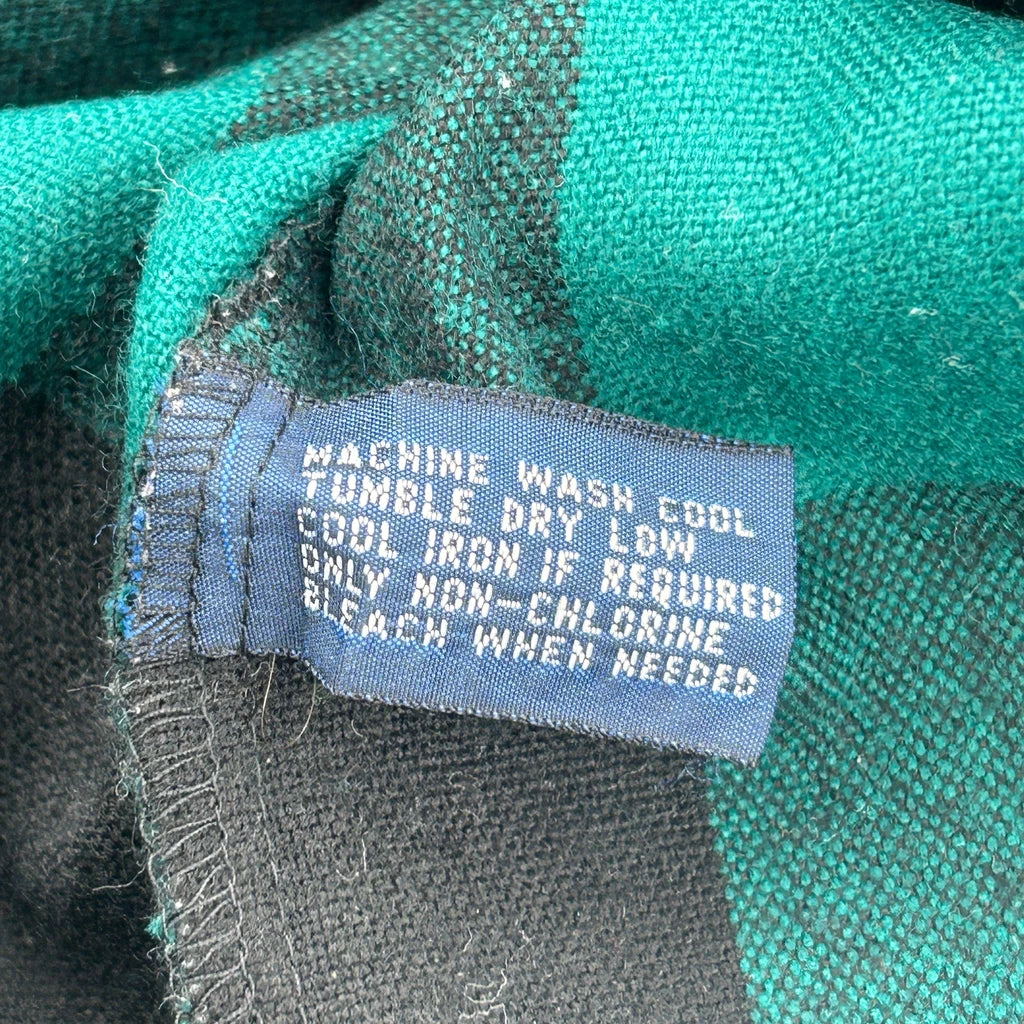 MACHINE WASH COOL
TUMBLE DRY LOW
COOL IRON IF REQUIRED
ONLY NON-CHLORINE
BLEACH WHEN NEEDED